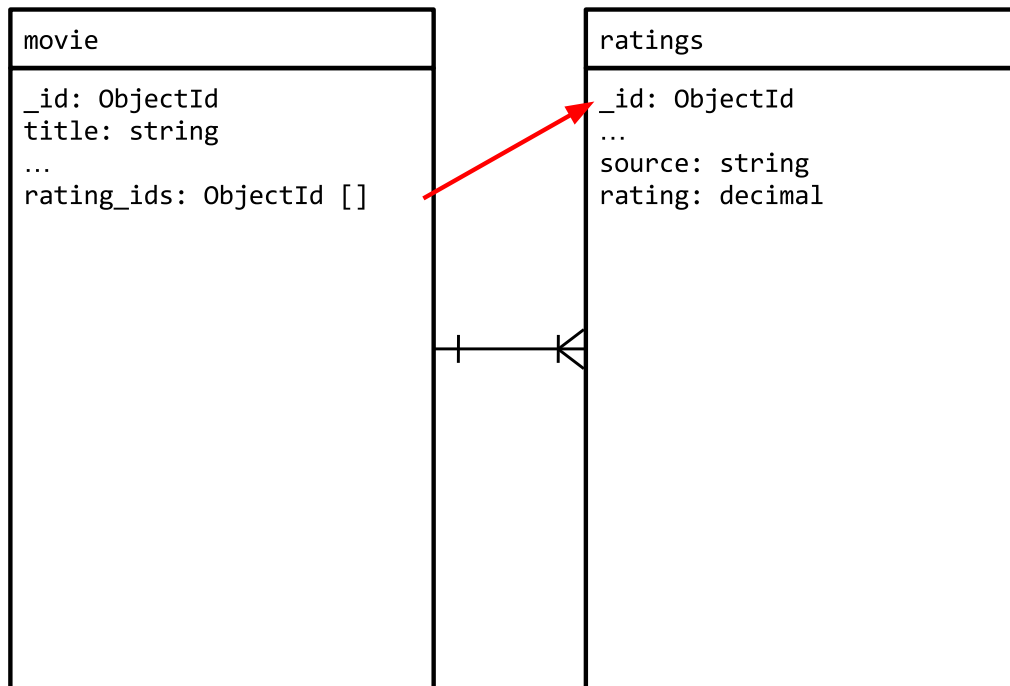 movie
_id: ObjectId
title: string
...
rating_ids: ObjectId []
ratings
_id: ObjectId
...
source: string
rating: decimal